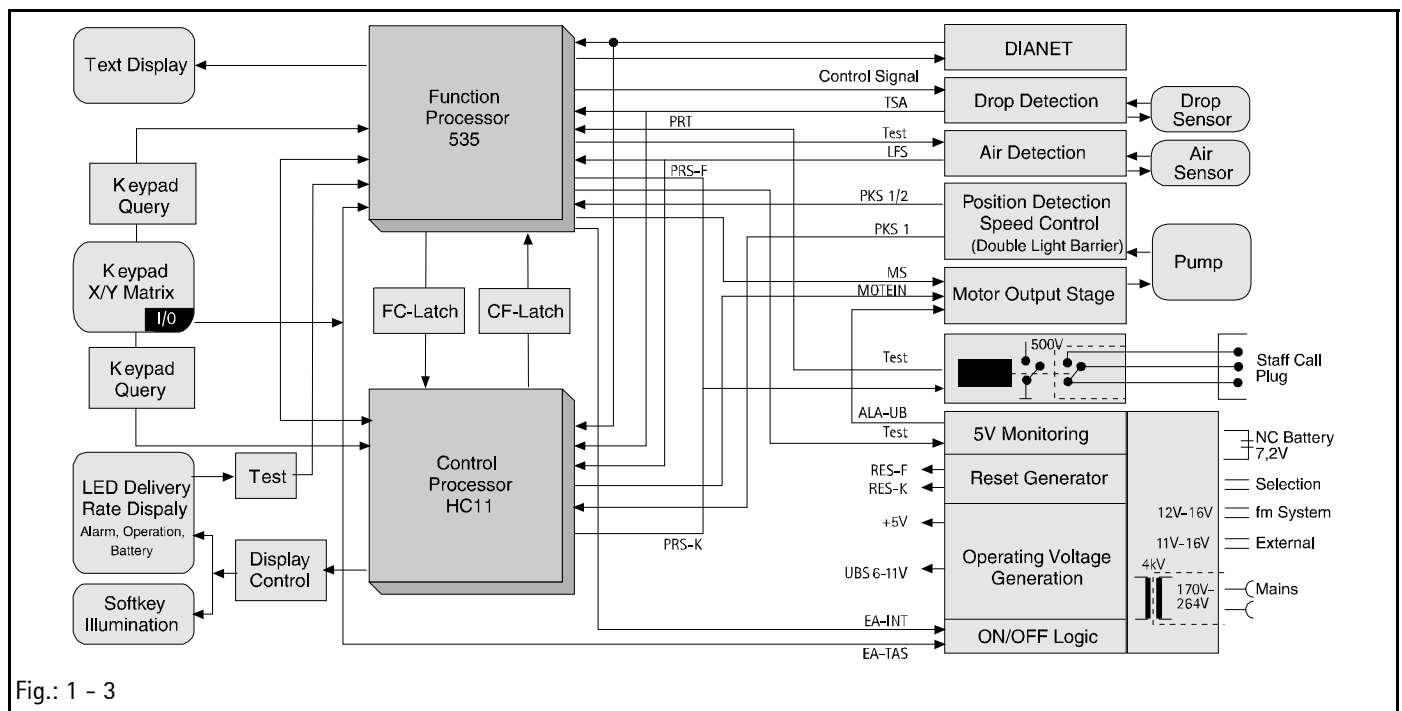 Text Display
Function
Processor
535
DIANET
Control Signal
Drop Detection
TSA
Drop
Sensor
PRT
Test
Air Detection
LFS
Air
Sensor
PRS-F
Keypad
Query
PKS 1/2
Position Detection
Speed Control
(Double Light Barrier)
PKS 1
Pump
Keypad
X/Y Matrix
I/0
MS
MOTEIN
Motor Output Stage
FC-Latch
CF-Latch
Keypad
Query
500V
Test
Staff Call
Plug
ALA-UB
Test
5V Monitoring
NC Battery
7,2V
Control
Processor
HC11
LED Delivery
Rate Dispaly
Alarm, Operation,
Battery
Test
RES-F
RES-K
Reset Generator
Selection
12V-16V
fm System
+5V
11V-16V
External
PRS-K
Display
Control
UBS 6-11V
Operating Voltage
Generation
4kV
170V-
264V
Mains
Softkey
Illumination
EA-INT
EA-TAS
ON/OFF Logic
Fig.: 1 - 3